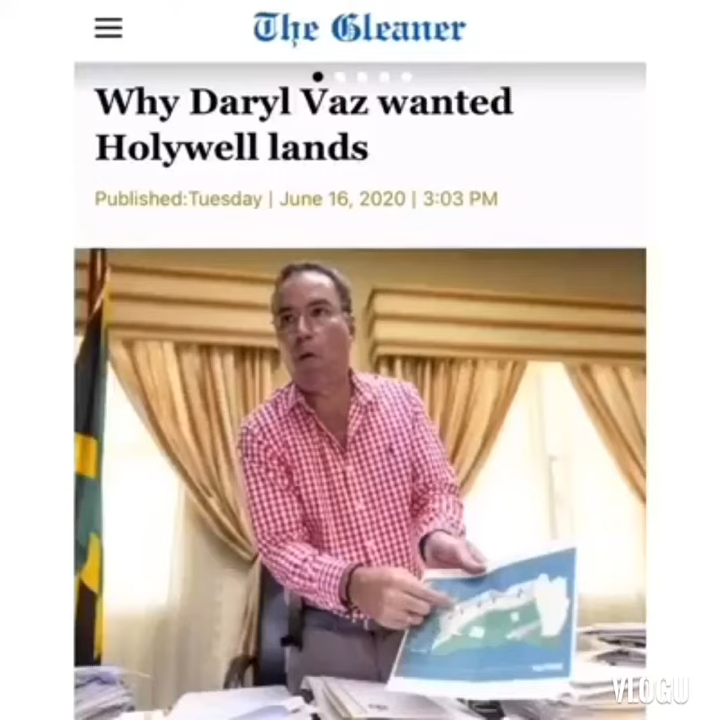 The Gleaner
Why Daryl Vaz wanted
Holywell lands
Published:Tuesday | June 16, 2020 | 3:03 PM
VLOGU